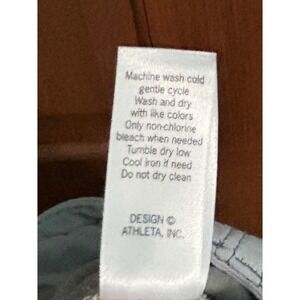 Machine wash cold
gentle cycle
Wash and dry
with like colors
Only non-chlorine
bleach when needed
Tumble dry low
Cool iron if need
Do not dry clean
DESIGN ©
ATHLETA, INC.